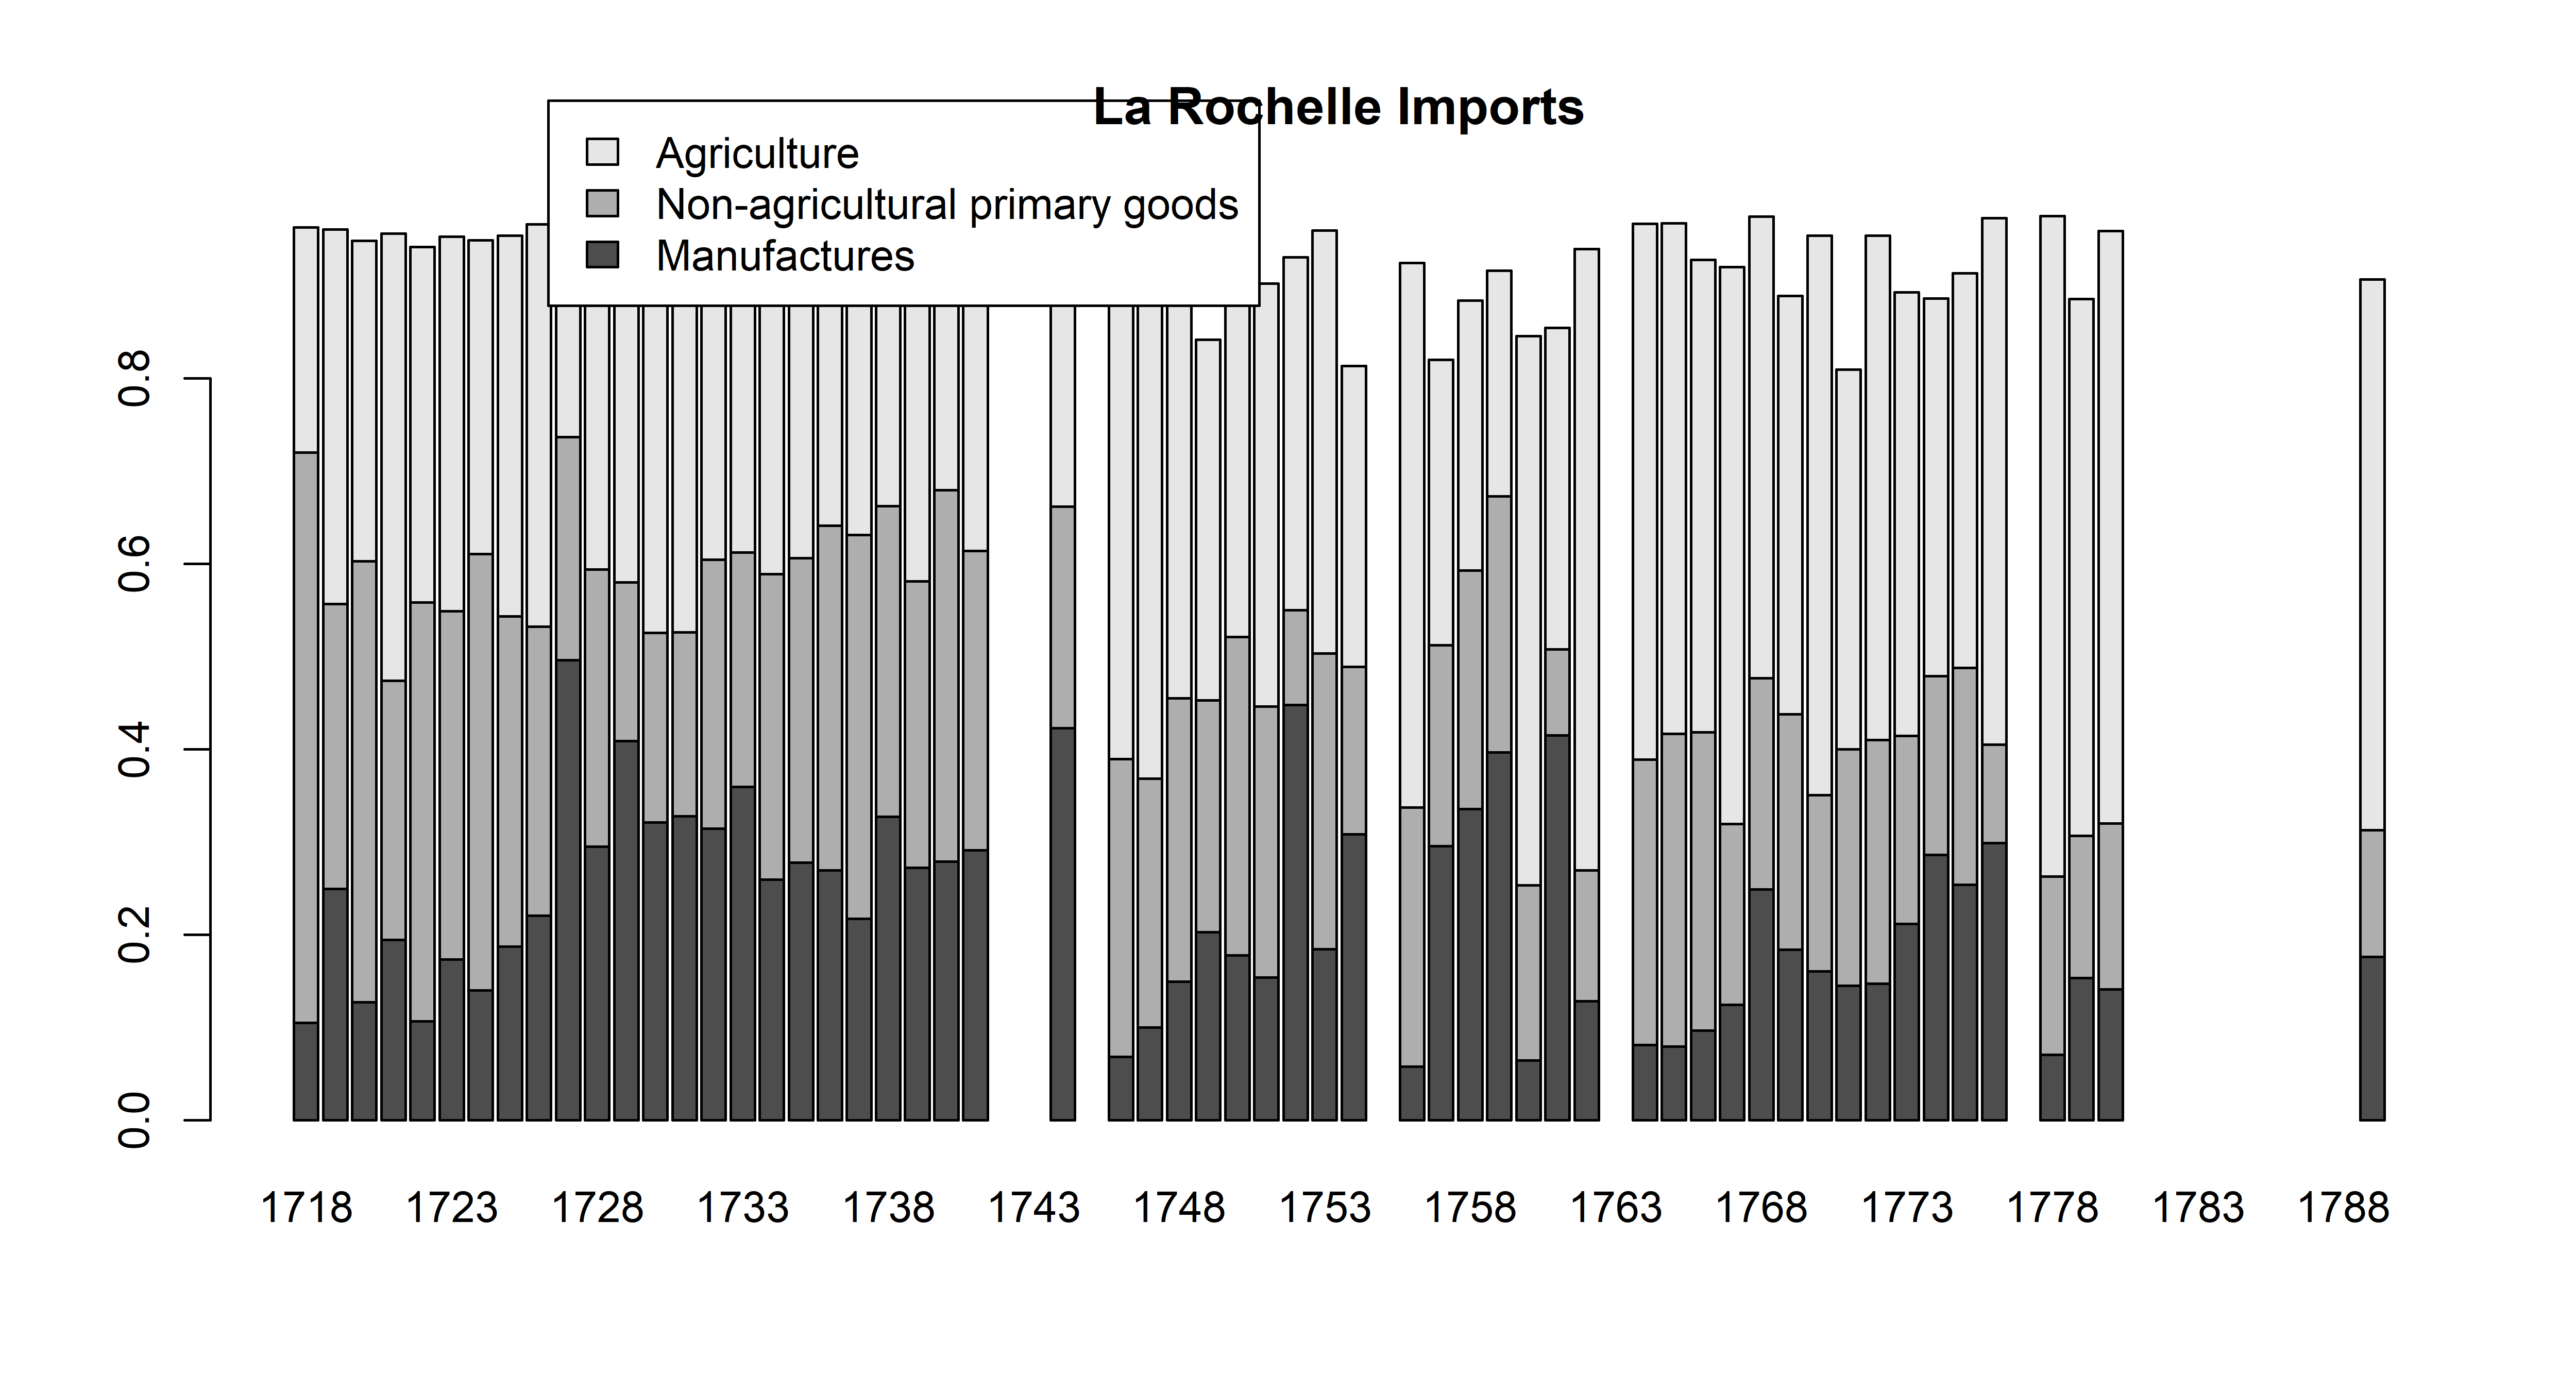 La Rochelle Imports
Agriculture
Non-agricultural primary goods
Manufactures
0.8
0.6
0.4
0.2
0.0
1718 1723 1728 1733 1738 1743 1748 1753 1758 1763 1768 1773 1778 1783 1788